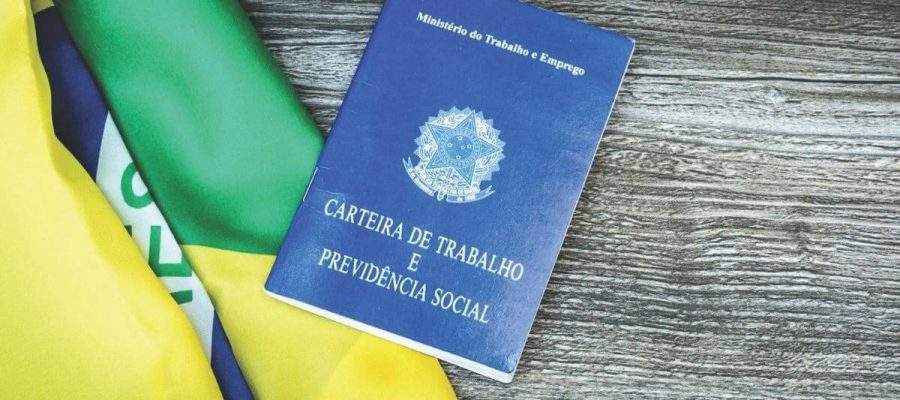 Ministério do Trabalho e Emprego
CARTEIRA DE TRABALHO
E
PREVIDÊNCIA SOCIAL